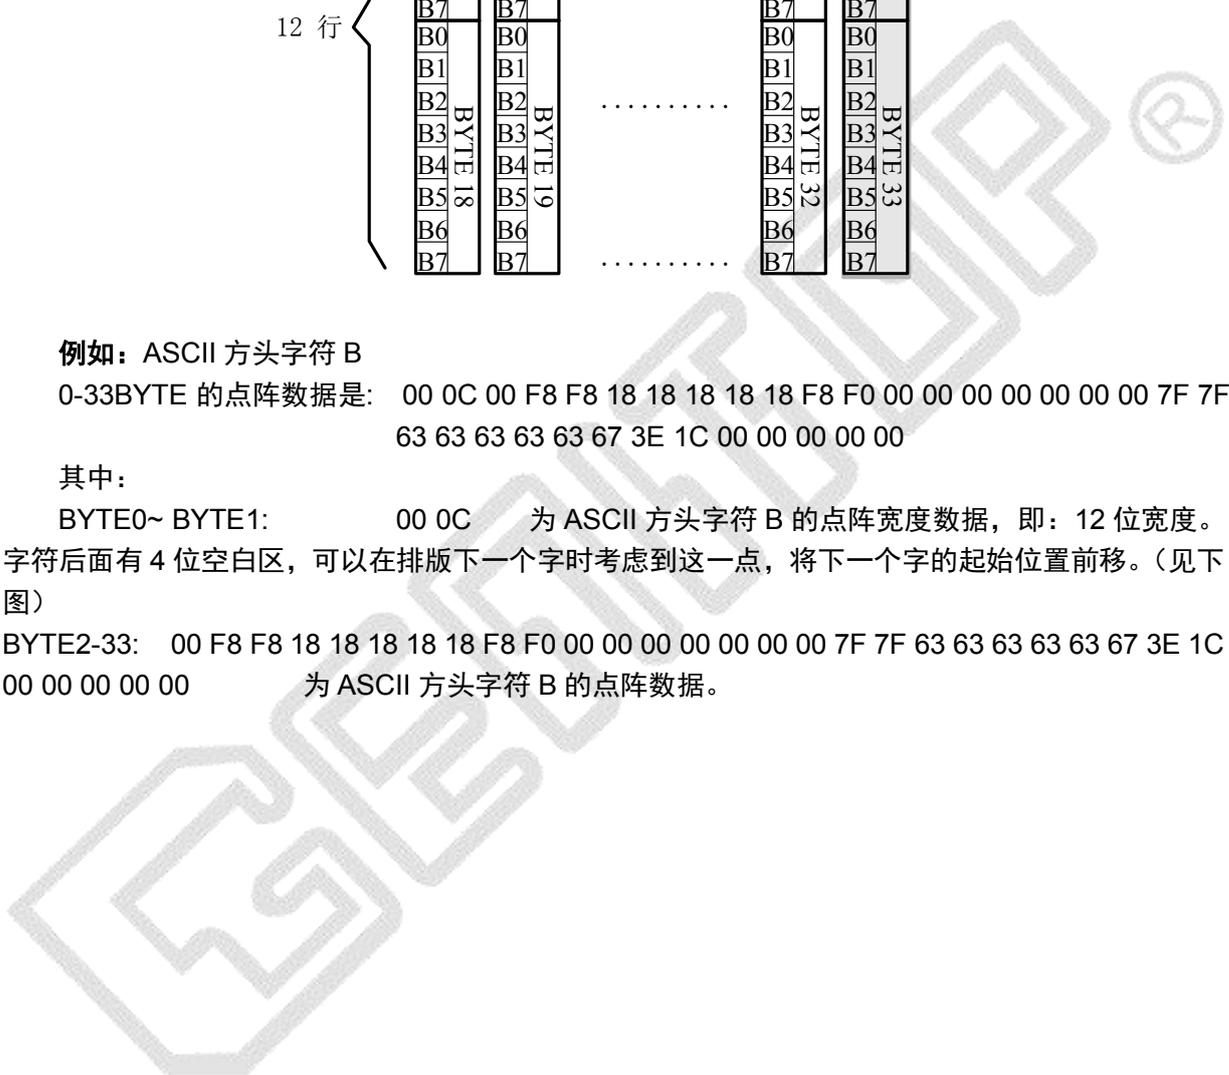 B7 B7 B7 B7
12 行
B0 B0 B0 B0
B1 B1 B1 B1
B2 B2 .......... B2 B2
B3 B3 B3 B3
B4 B4 B4 B4
B5 B5 B5 B5
B6 B6 B6 B6
B7 B7 .......... B7 B7
BYTE 18
BYTE 19
BYTE 32
BYTE 33
例如：ASCII 方头字符 B
0-33BYTE 的点阵数据是: 00 0C 00 F8 F8 18 18 18 18 18 F8 F0 00 00 00 00 00 00 00 7F 7F
63 63 63 63 63 67 3E 1C 00 00 00 00 00
其中：
BYTE0~ BYTE1: 00 0C 为 ASCII 方头字符 B 的点阵宽度数据，即：12 位宽度。
字符后面有 4 位空白区，可以在排版下一个字时考虑到这一点，将下一个字的起始位置前移。（见下
图）
BYTE2-33: 00 F8 F8 18 18 18 18 18 F8 F0 00 00 00 00 00 00 00 7F 7F 63 63 63 63 63 67 3E 1C
00 00 00 00 00 为 ASCII 方头字符 B 的点阵数据。
GENITOP
®